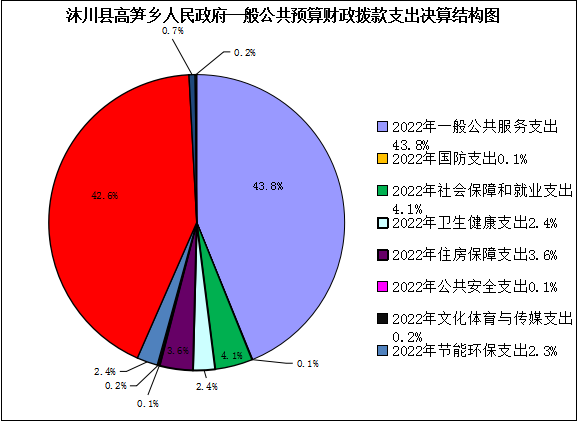 沐川县高笋乡人民政府一般公共预算财政拨款支出决算结构图
0.7%
0.2%
42.6%
43.8%
3.6%
4.1%
2.4%
0.2%
0.1%
2.4%
0.1%
2022年一般公共服务支出
43.8%
2022年国防支出0.1%
2022年社会保障和就业支出
4.1%
2022年卫生健康支出2.4%
2022年住房保障支出3.6%
2022年公共安全支出0.1%
2022年文化体育与传媒支出
0.2%
2022年节能环保支出2.3%